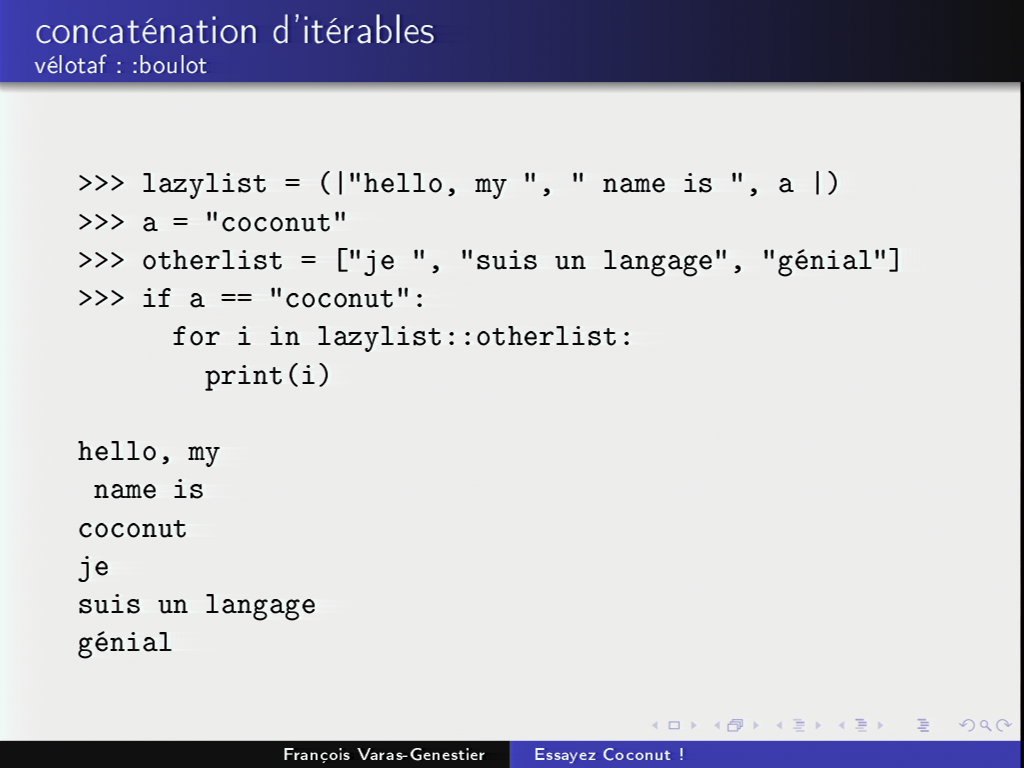 concaténation d'itérables
vélotaf : :boulot
>>> lazylist = (|"hello, my ", " name is ", a |)
>>> a = "coconut"
>>> otherlist = ["je ", "suis un langage", "génial"]
>>> if a == "coconut":
      for i in lazylist::otherlist:
        print(i)
hello, my
 name is
coconut
je
suis un langage
génial
François Varas-Genestier
Essayez Coconut !